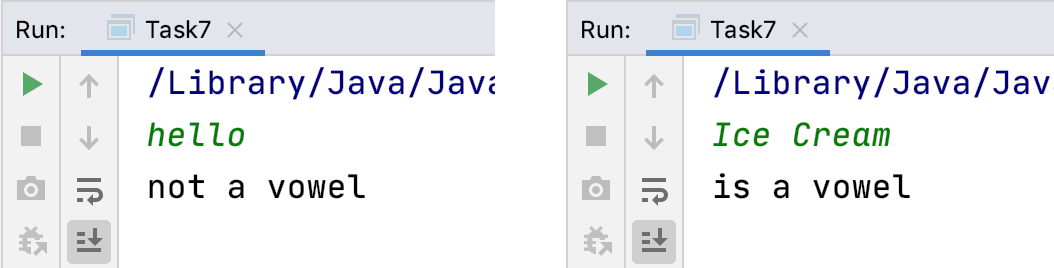 Run: Task7
/Library/Java/Java
hello
not a vowel
Run: Task7
/Library/Java/Jav
Ice Cream
is a vowel